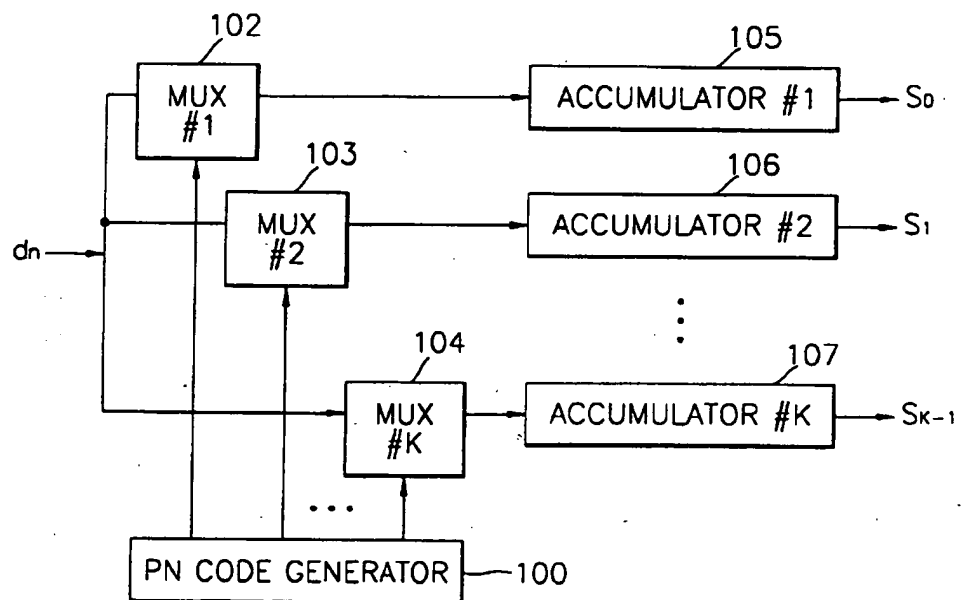 102
MUX
#1
105
ACCUMULATOR #1
S0
103
MUX
#2
106
ACCUMULATOR #2
S1
dn
104
MUX
#K
107
ACCUMULATOR #K
SK-1
PN CODE GENERATOR
100